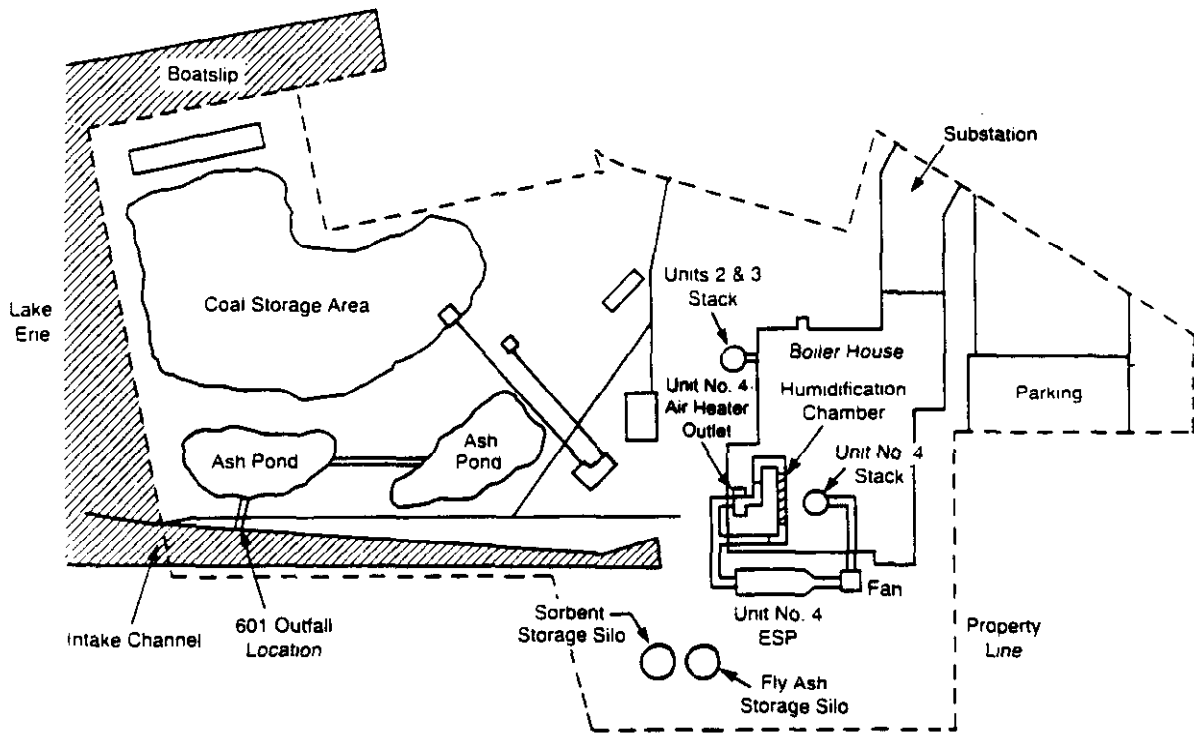 Boatslip
Substation
Lake
Erie
Coal Storage Area
Units 2 & 3
Stack
Boiler House
Unit No. 4
Air Heater
Outlet
Humidification
Chamber
Parking
Ash Pond
Ash
Pond
Unit No. 4
Stack
Fan
Intake Channel
601 Outfall
Location
Sorbent
Storage Silo
Unit No. 4
ESP
Property
Line
Fly Ash
Storage Silo